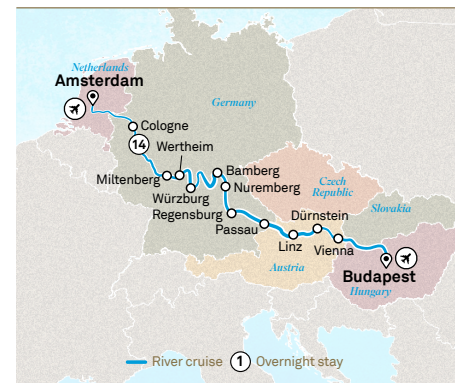 Netherlands
Amsterdam
Germany
Cologne
14
Wertheim
Miltenberg
Bamberg
Würzburg
Nuremberg
Regensburg
Czech
Republic
Passau
Dürnstein
Slovakia
Linz
Vienna
Austria
Budapest
Hungary
River cruise 1 Overnight stay